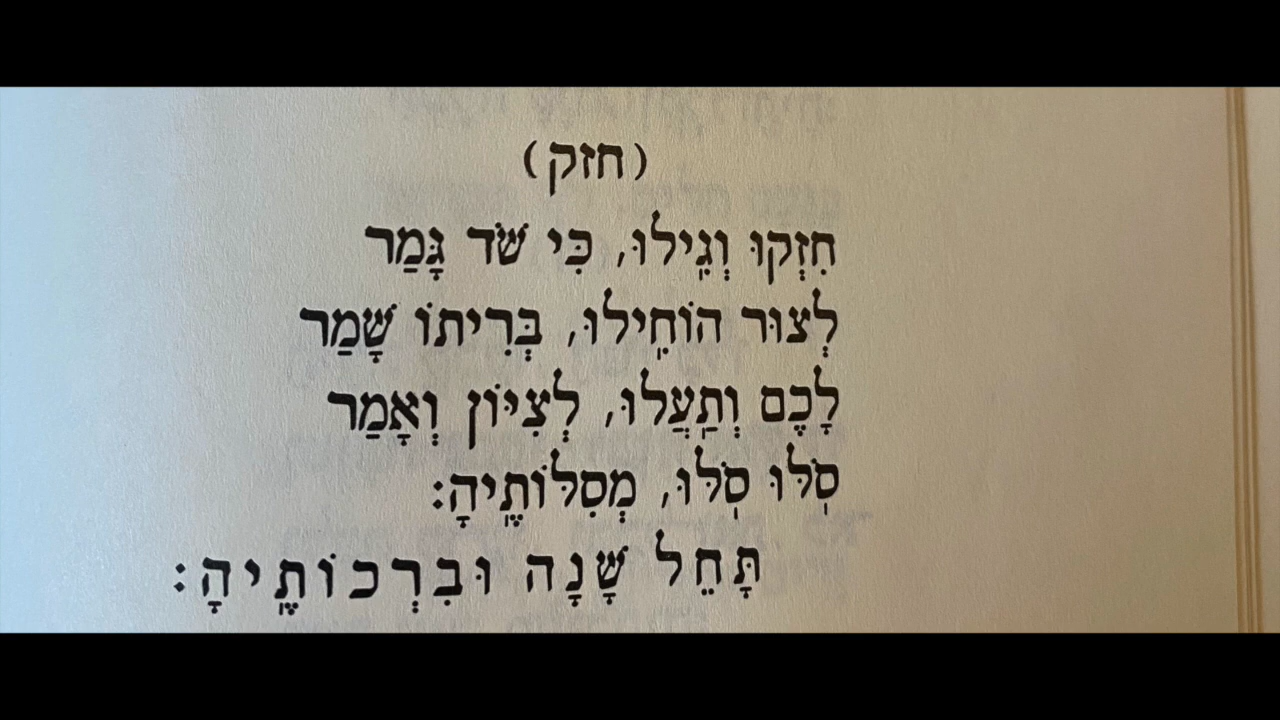 (חזק)
חִזְקוּ וְגִֽילוּ, כִּי שֹׁד גָּמַר
לְצוּר הוֹחִֽילוּ, בְּרִיתוֹ שָׁמַר
לָכֶם וְתַֽעֲלוּ, לְצִיּוֹן וְאָמַר
סֹֽלּוּ סֹֽלּוּ, מְסִלּוֹתֶֽיהָ:
תָּחֵל שָׁנָה וּבִרְכוֹתֶֽיהָ: